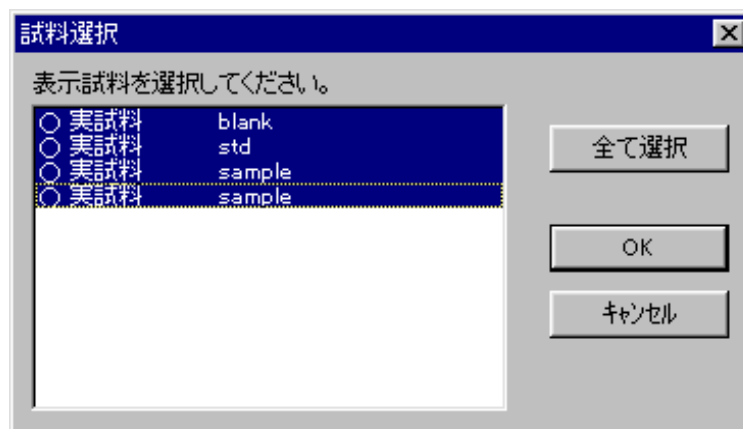 試料選択
表示試料を選択してください。
○ 実試料 blank
○ 実試料 std
○ 実試料 sample
○ 実試料 sample
全て選択
OK
キャンセル